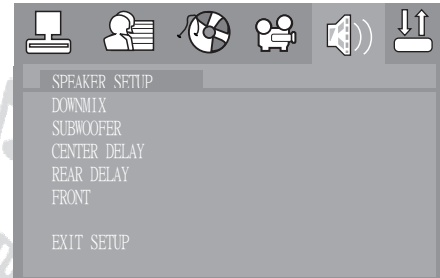 SPEAKER SETUP
DOWNMIX
SUBWOOFER
CENTER DELAY
REAR DELAY
FRONT
EXIT SETUP